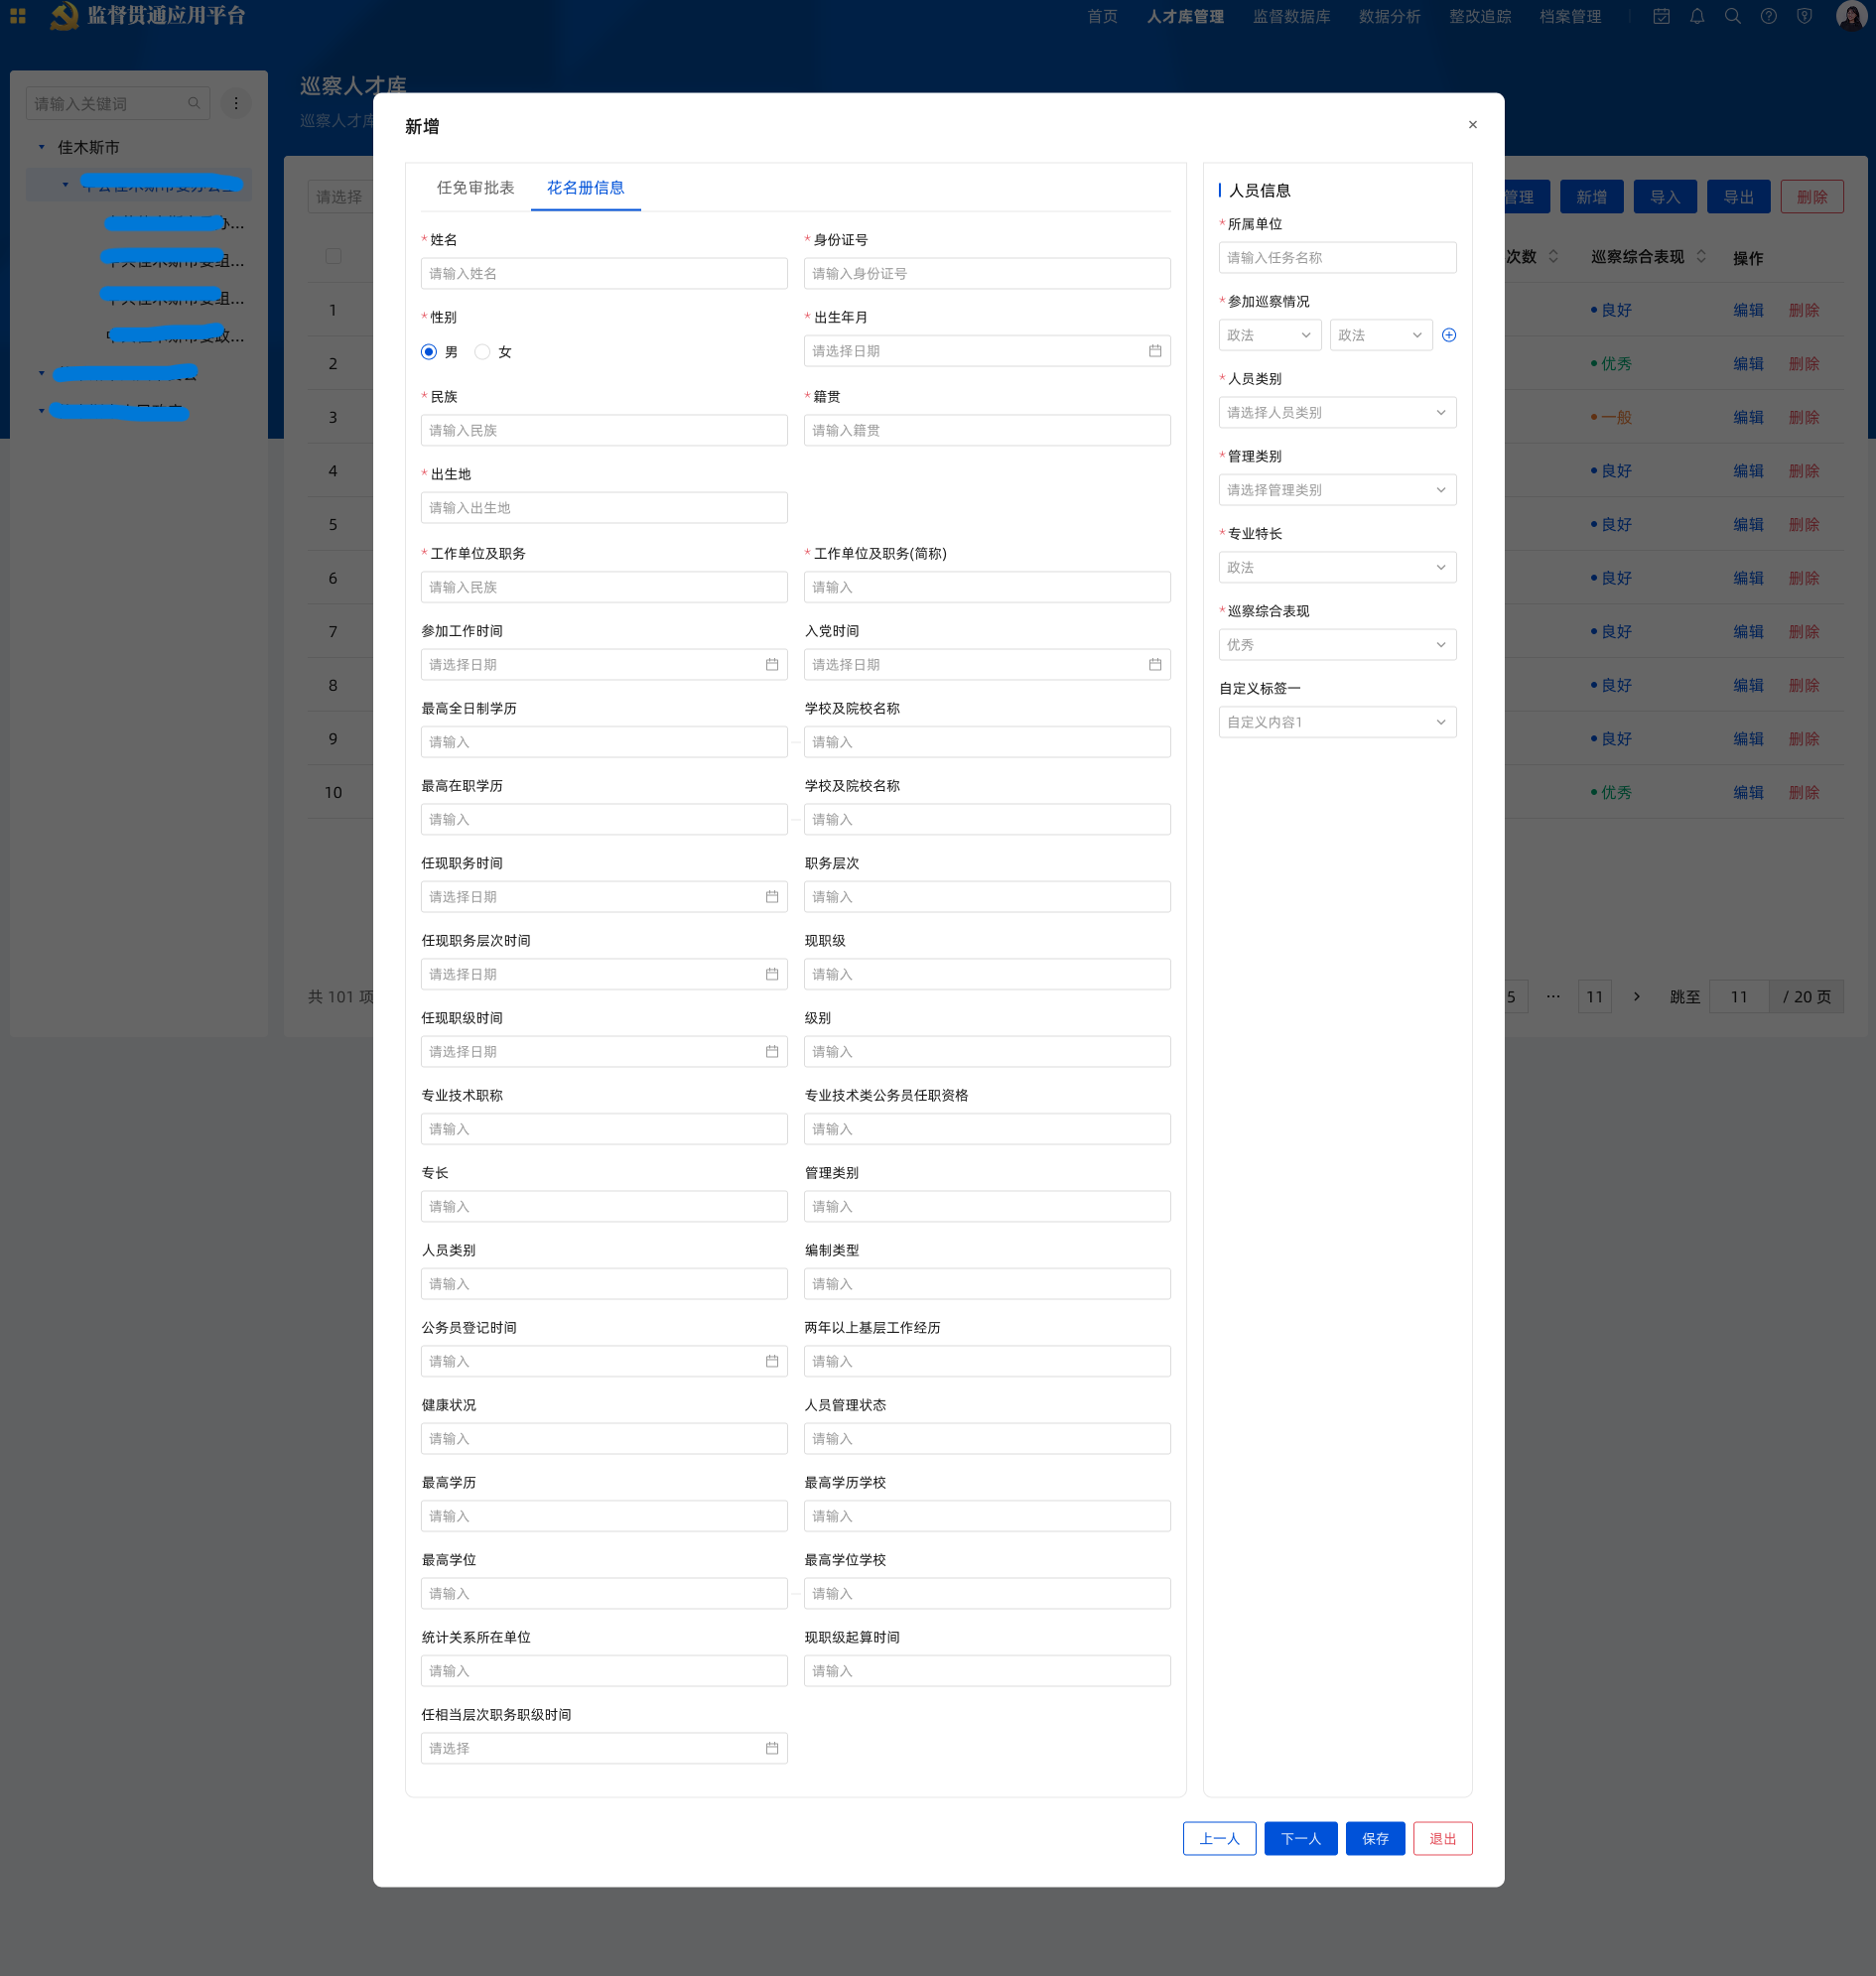 监督贯通应用平台
首页 人才库管理 监督数据库 数据分析 整改追踪 档案管理
请输入关键词
佳木斯市
巡察人才库
巡察人才库
请选择
管理 新增 导入 导出 删除
次数 巡察综合表现 操作
1 良好 编辑 删除
2 优秀 编辑 删除
3 一般 编辑 删除
4 良好 编辑 删除
5 良好 编辑 删除
6 良好 编辑 删除
7 良好 编辑 删除
8 良好 编辑 删除
9 良好 编辑 删除
10 优秀 编辑 删除
共 101 项
5 ··· 11 跳至 11 / 20 页
新增
任免审批表 花名册信息
*姓名 *身份证号
请输入姓名 请输入身份证号
*性别 *出生年月
男 女 请选择日期
*民族 *籍贯
请输入民族 请输入籍贯
*出生地
请输入出生地
*工作单位及职务 *工作单位及职务(简称)
请输入民族 请输入
参加工作时间 入党时间
请选择日期 请选择日期
最高全日制学历 学校及院校名称
请输入 请输入
最高在职学历 学校及院校名称
请输入 请输入
任现职务时间 职务层次
请选择日期 请输入
任现职务层次时间 现职级
请选择日期 请输入
任现职级时间 级别
请选择日期 请输入
专业技术职称 专业技术类公务员任职资格
请输入 请输入
专长 管理类别
请输入 请输入
人员类别 编制类型
请输入 请输入
公务员登记时间 两年以上基层工作经历
请输入 请输入
健康状况 人员管理状态
请输入 请输入
最高学历 最高学历学校
请输入 请输入
最高学位 最高学位学校
请输入 请输入
统计关系所在单位 现职级起算时间
请输入 请输入
任相当层次职务职级时间
请选择
人员信息
*所属单位
请输入任务名称
*参加巡察情况
政法 政法
*人员类别
请选择人员类别
*管理类别
请选择管理类别
*专业特长
政法
*巡察综合表现
优秀
自定义标签一
自定义内容1
上一人 下一人 保存 退出